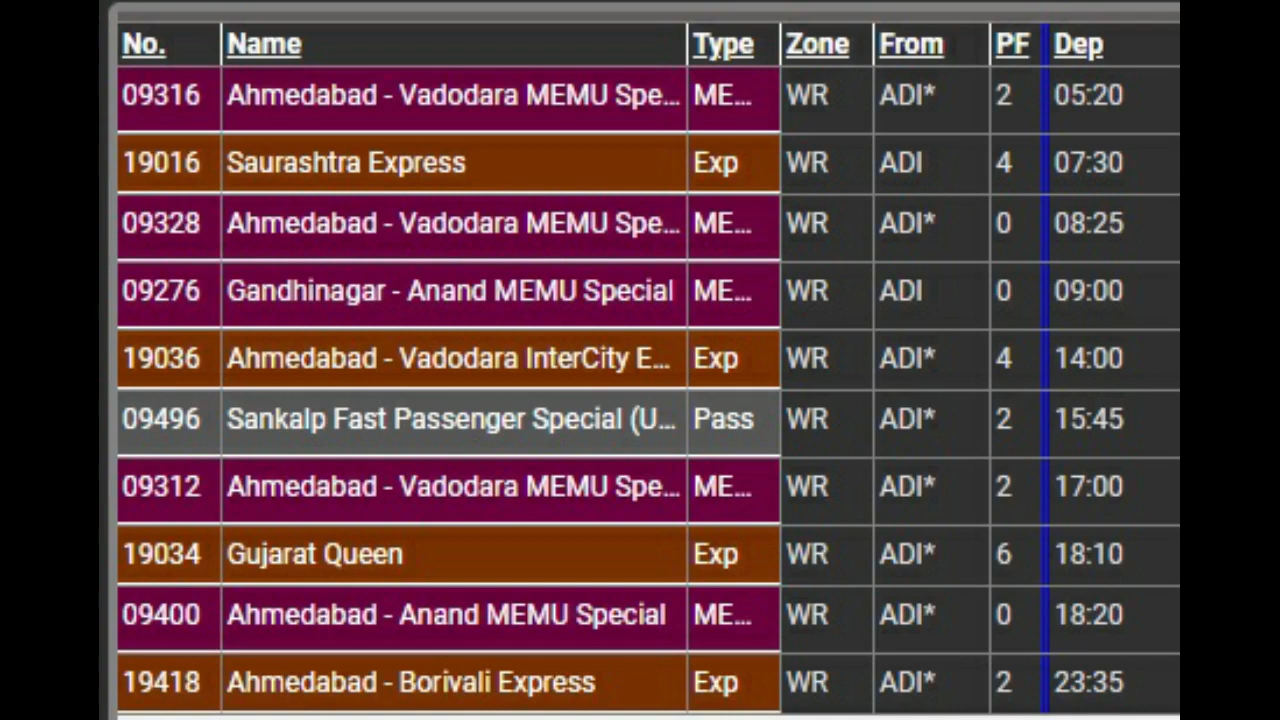 No. Name Type Zone From PF Dep
09316 Ahmedabad - Vadodara MEMU Spe... ME... WR ADI* 2 05:20
19016 Saurashtra Express Exp WR ADI 4 07:30
09328 Ahmedabad - Vadodara MEMU Spe... ME... WR ADI* 0 08:25
09276 Gandhinagar - Anand MEMU Special ME... WR ADI 0 09:00
19036 Ahmedabad - Vadodara InterCity E... Exp WR ADI* 4 14:00
09496 Sankalp Fast Passenger Special (U... Pass WR ADI* 2 15:45
09312 Ahmedabad - Vadodara MEMU Spe... ME... WR ADI* 2 17:00
19034 Gujarat Queen Exp WR ADI* 6 18:10
09400 Ahmedabad - Anand MEMU Special ME... WR ADI* 0 18:20
19418 Ahmedabad - Borivali Express Exp WR ADI* 2 23:35